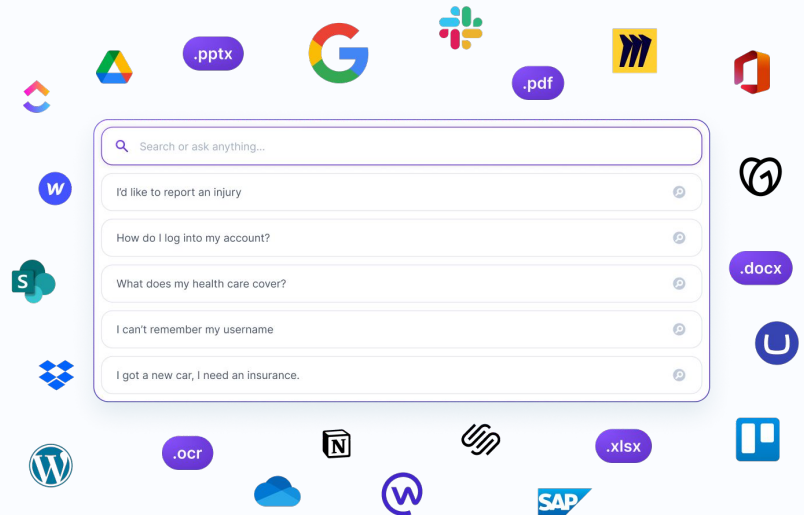 .pptx
.pdf
Search or ask anything...
I'd like to report an injury
How do I log into my account?
What does my health care cover?
I can't remember my username
I got a new car, I need an insurance.
.docx
.ocr
.xlsx
SAP